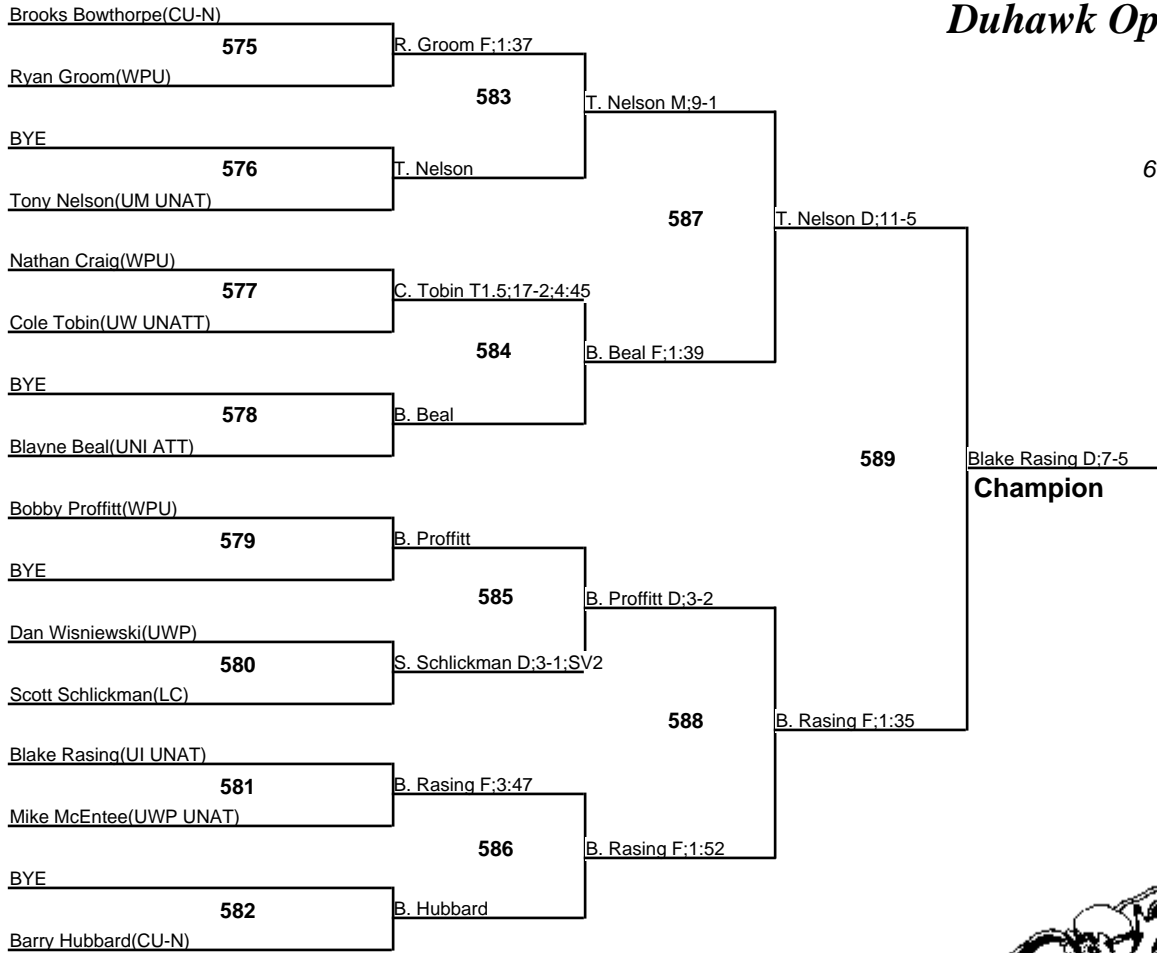 Duhawk Op
6
Brooks Bowthorpe(CU-N)
575
Ryan Groom(WPU)
R. Groom F;1:37
583
BYE
576
Tony Nelson(UM UNAT)
T. Nelson
T. Nelson M;9-1
587
Nathan Craig(WPU)
577
Cole Tobin(UW UNATT)
C. Tobin T1.5;17-2;4:45
584
BYE
578
Blayne Beal(UNI ATT)
B. Beal
B. Beal F;1:39
T. Nelson D;11-5
589
Bobby Proffitt(WPU)
579
BYE
B. Proffitt
585
Dan Wisniewski(UWP)
580
Scott Schlickman(LC)
S. Schlickman D;3-1;SV2
B. Proffitt D;3-2
588
Blake Rasing(UI UNAT)
581
Mike McEntee(UWP UNAT)
B. Rasing F;3:47
586
BYE
582
Barry Hubbard(CU-N)
B. Hubbard
B. Rasing F;1:52
B. Rasing F;1:35
Blake Rasing D;7-5
Champion